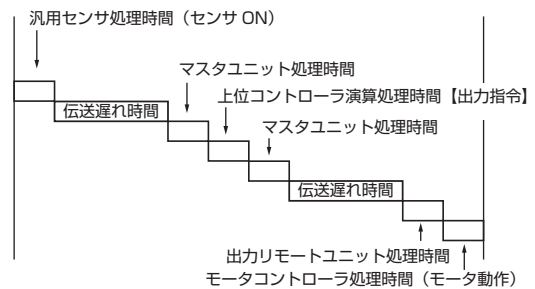 汎用センサ処理時間（センサ ON）
マスタユニット処理時間
上位コントローラ演算処理時間【出力指令】
伝送遅れ時間
マスタユニット処理時間
伝送遅れ時間
出力リモートユニット処理時間
モータコントローラ処理時間（モータ動作）